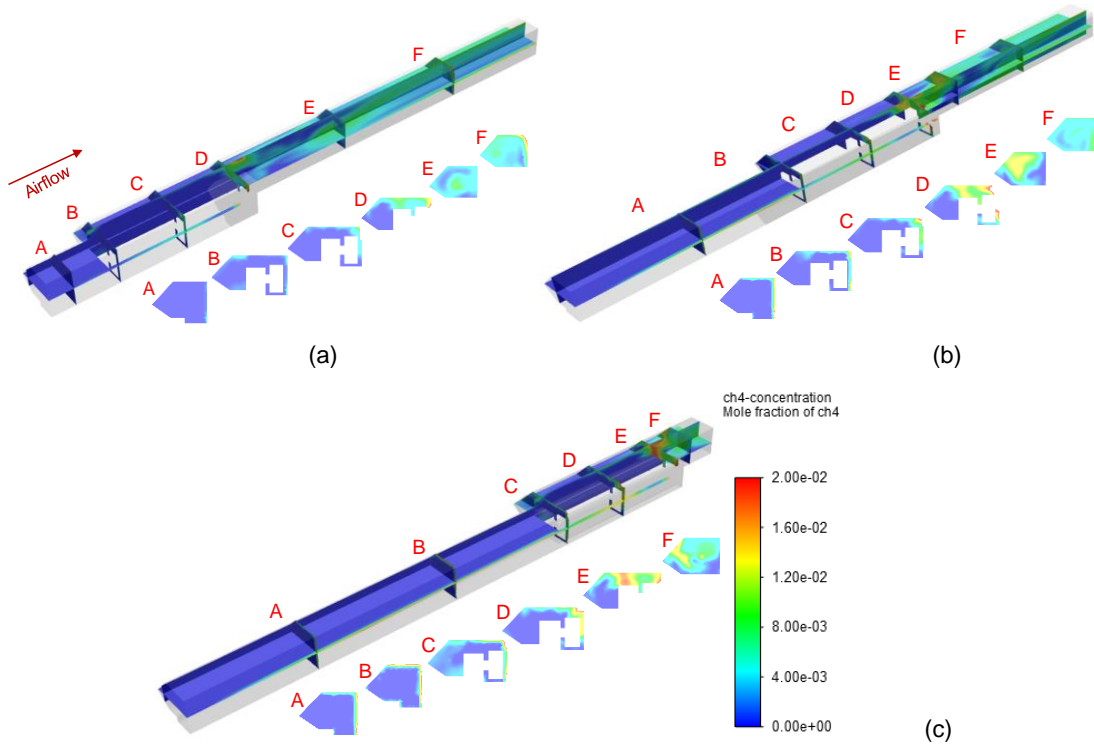 F
E
D
C
B
A
Airflow
F
E
D
C
B
A
(a)
F
E
D
C
B
A
F
E
D
C
B
A
(b)
ch4-concentration
Mole fraction of ch4
F
E
D
C
B
A
F
E
D
C
B
A
2.00e-02
1.60e-02
1.20e-02
8.00e-03
4.00e-03
0.00e+00
(c)